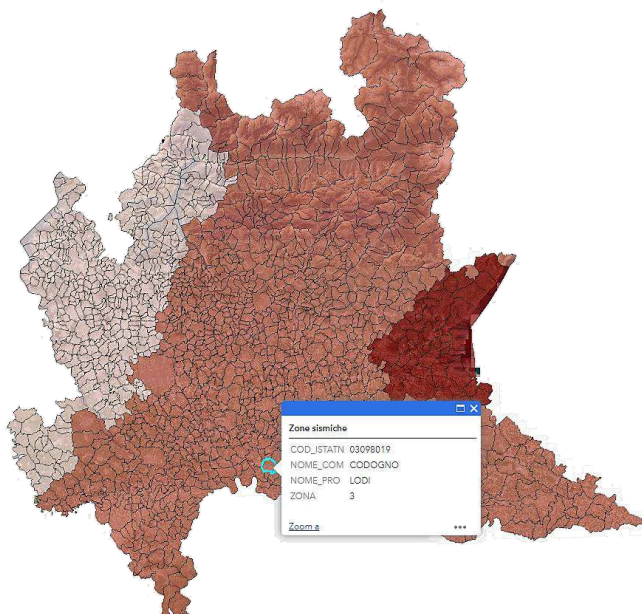 Zone sismiche
COD_ISTATN 03098019
NOME_COM CODOGNO
NOME_PRO LODI
ZONA 3
Zoom a